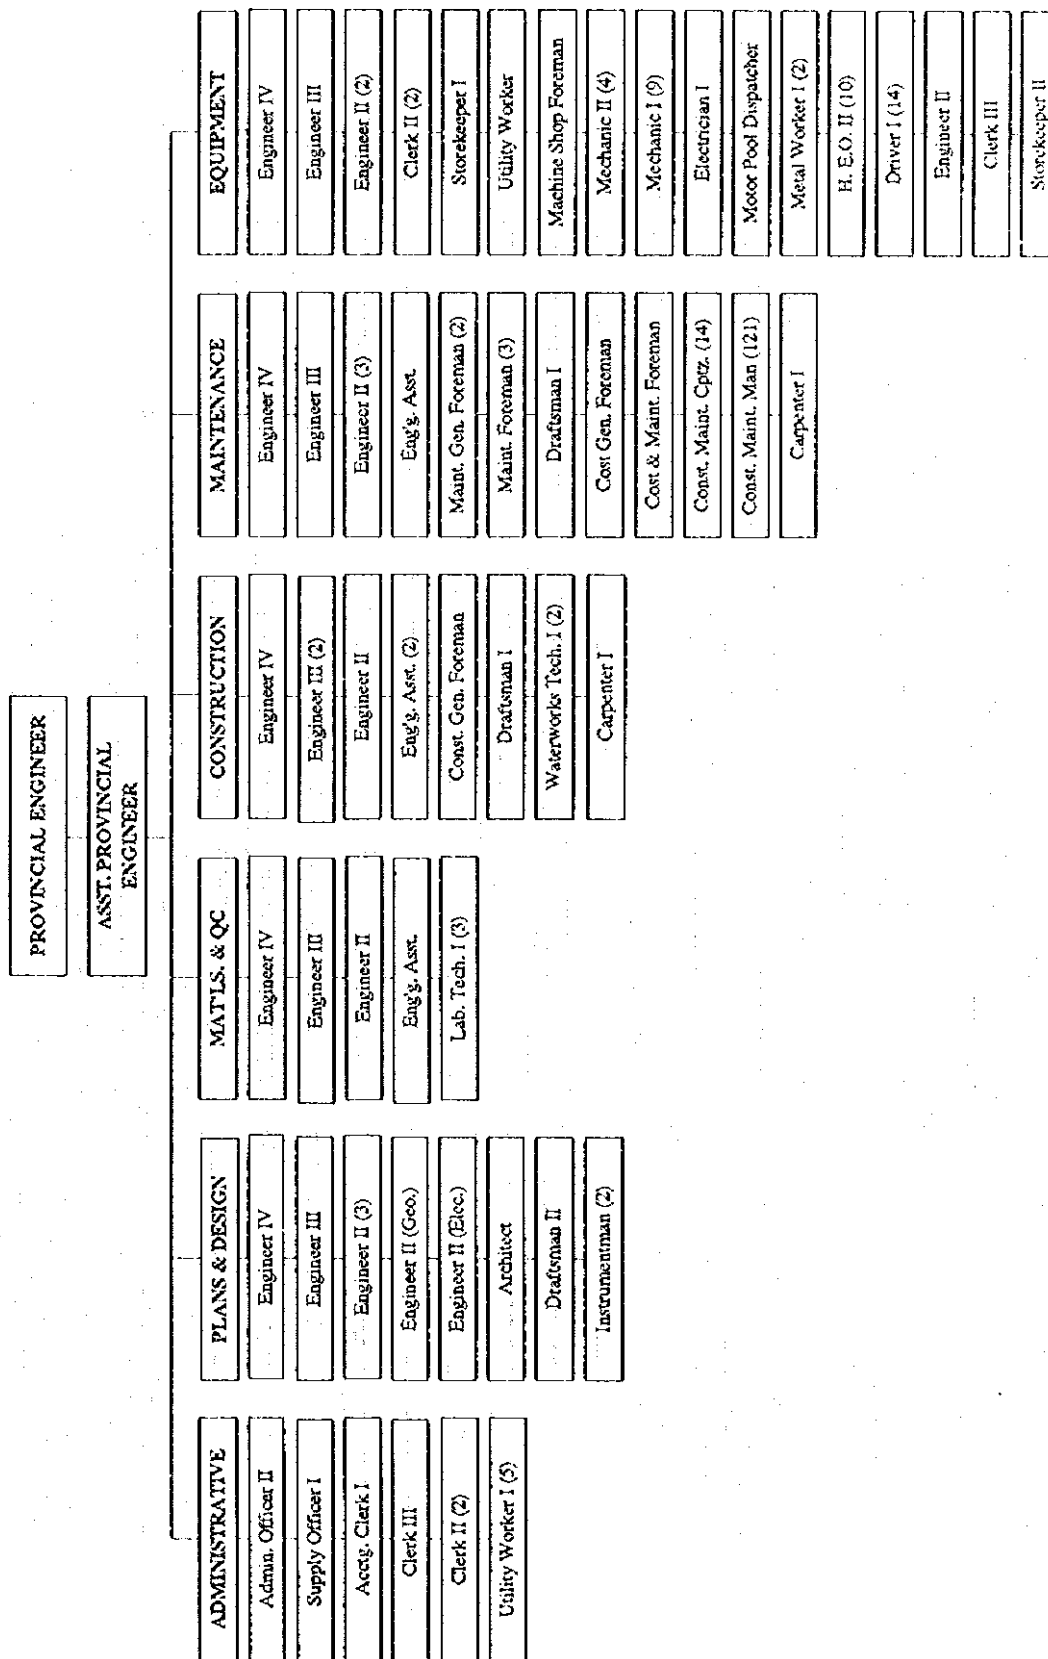 PROVINCIAL ENGINEER
ASST. PROVINCIAL
ENGINEER
ADMINISTRATIVE
Admin. Officer II
Supply Officer I
Acctg. Clerk I
Clerk III
Clerk II (2)
Utility Worker I (5)
PLANS & DESIGN
Engineer IV
Engineer III
Engineer II (3)
Engineer II (Geo.)
Engineer II (Elec.)
Architect
Draftsman II
Instrumentman (2)
MAT'LS. & QC
Engineer IV
Engineer III
Engineer II
Eng'g. Asst.
Lab. Tech. I (3)
CONSTRUCTION
Engineer IV
Engineer III (2)
Engineer II
Eng'g. Asst. (2)
Const. Gen. Foreman
Draftsman I
Waterworks Tech. I (2)
Carpenter I
MAINTENANCE
Engineer IV
Engineer III
Engineer II (3)
Eng'g. Asst.
Maint. Gen. Foreman (2)
Maint. Foreman (3)
Draftsman I
Cost Gen. Foreman
Cost & Maint. Foreman
Const. Maint. Cptz. (14)
Const. Maint. Man (121)
Carpenter I
EQUIPMENT
Engineer IV
Engineer III
Engineer II (2)
Clerk II (2)
Storekeeper I
Utility Worker
Machine Shop Foreman
Mechanic II (4)
Mechanic I (9)
Electrician I
Motor Pool Dispatcher
Metal Worker I (2)
H. E.O. II (10)
Driver I (14)
Engineer II
Clerk III
Storekeeper II